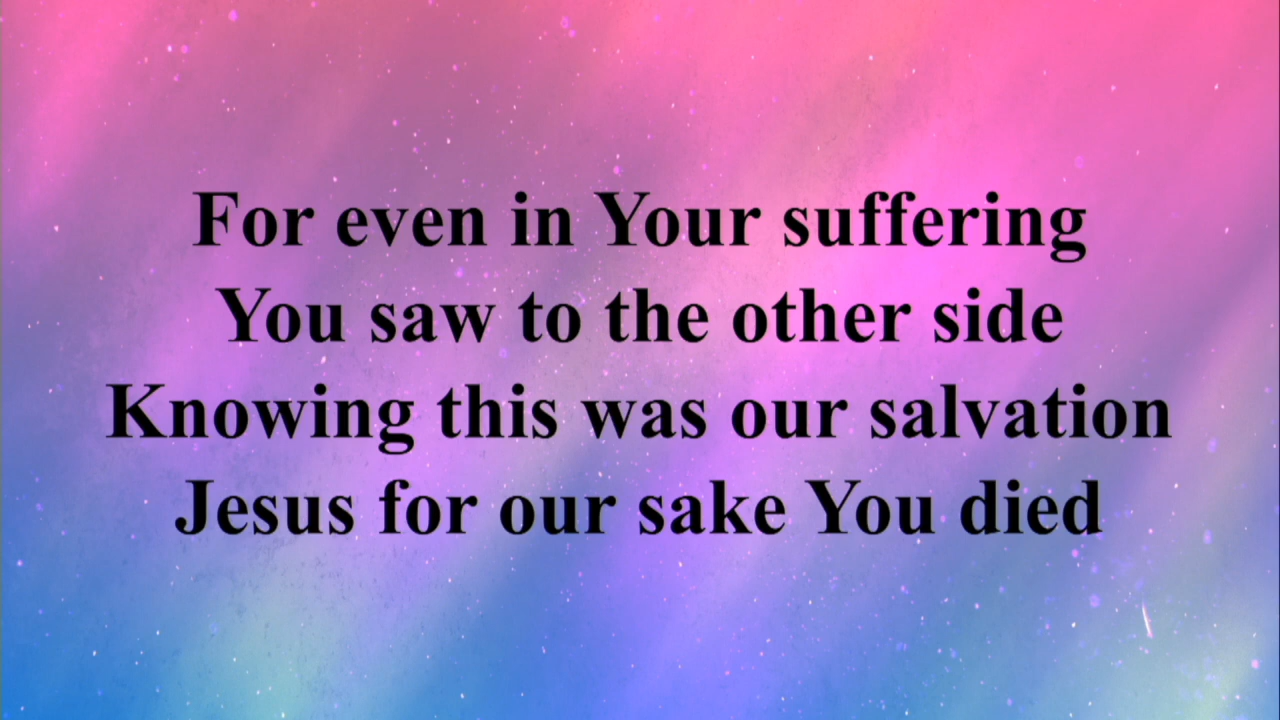 For even in Your suffering
You saw to the other side
Knowing this was our salvation
Jesus for our sake You died